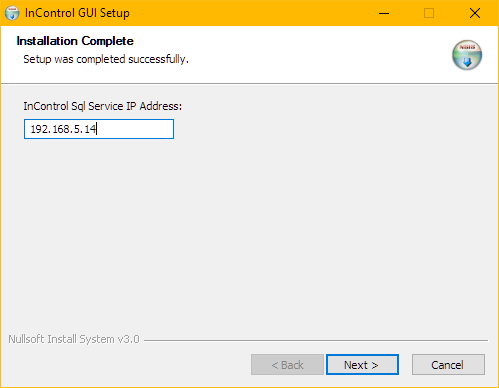 InControl GUI Setup
Installation Complete
Setup was completed successfully.
InControl Sql Service IP Address:
192.168.5.14
Nullsoft Install System v3.0
< Back
Next >
Cancel